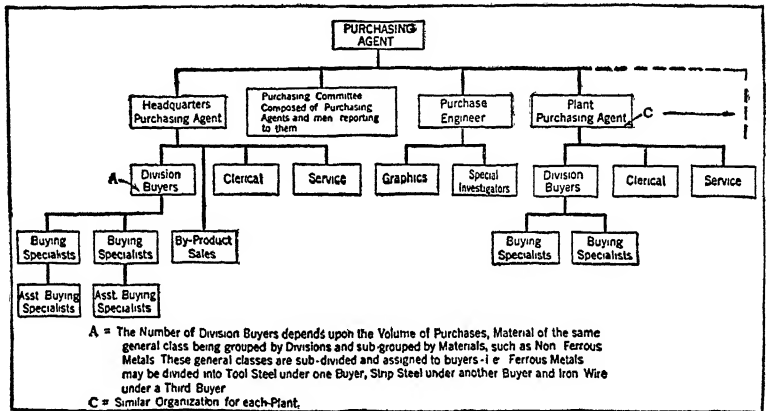 PURCHASING
AGENT
Headquarters
Purchasing Agent
Purchasing Committee
Composed of Purchasing
Agents and men reporting
to them
Purchase
Engineer
Plant
Purchasing Agent
C
A
Division
Buyers
Clerical
Service
Graphics
Special
Investigators
Division
Buyers
Clerical
Service
Buying
Specialists
Buying
Specialists
By-Product
Sales
Buying
Specialists
Buying
Specialists
Asst Buying
Specialists
Asst. Buying
Specialists
A = The Number of Division Buyers depends upon the Volume of Purchases, Material of the same
general class being grouped by Divisions and sub-grouped by Materials, such as Non Ferrous
Metals These general classes are sub-divided and assigned to buyers - i e Ferrous Metals
may be divided into Tool Steel under one Buyer, Strip Steel under another Buyer and Iron Wire
under a Third Buyer
C = Similar Organization for each Plant.